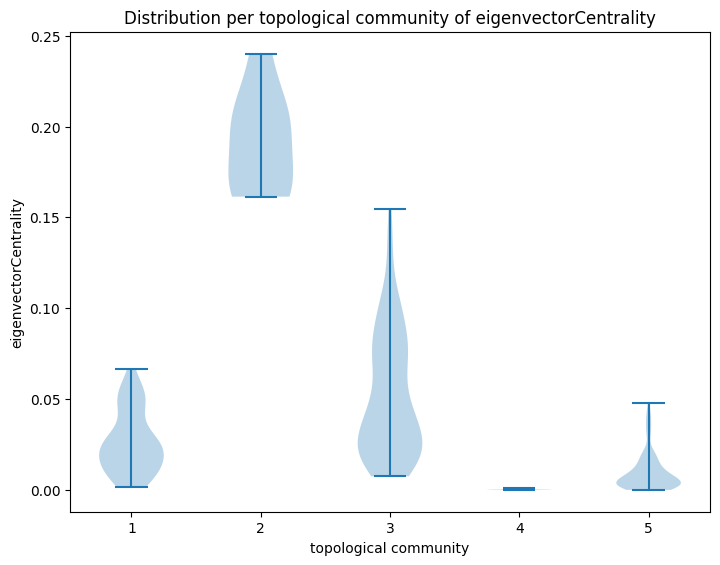 Distribution per topological community of eigenvectorCentrality
0.25
0.20
0.15
0.10
0.05
0.00
eigenvectorCentrality
1 2 3 4 5
topological community